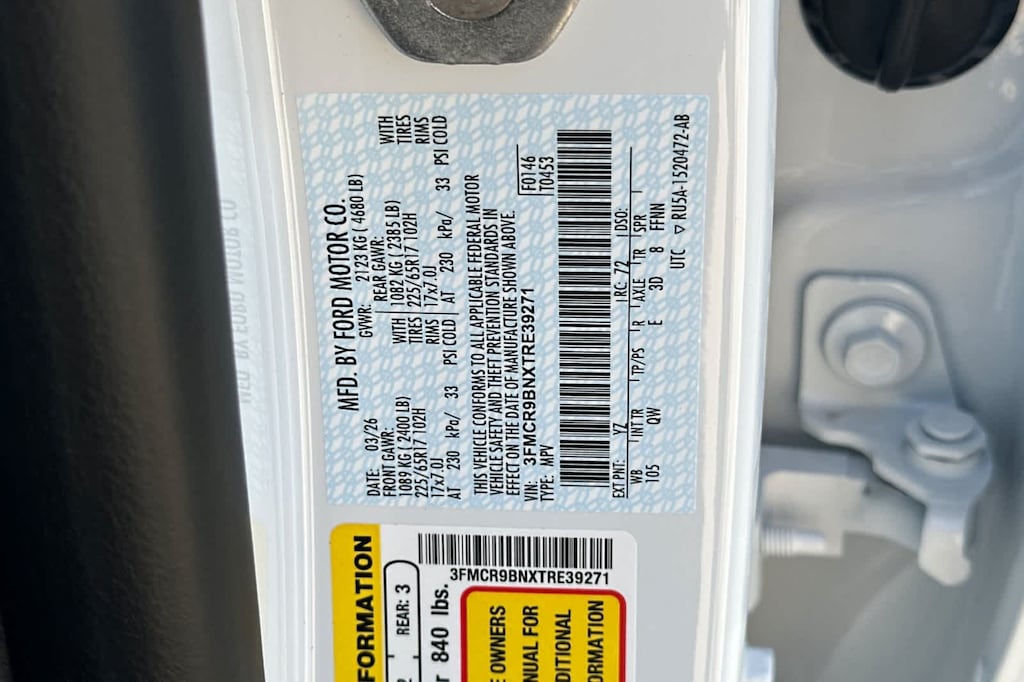 MFD. BY FORD MOTOR CO.
DATE: 03/26 GVWR: 2123 KG ( 4680 LB)
FRONT GAWR: REAR GAWR:
1089 KG ( 2400 LB) WITH 1082 KG ( 2385 LB) WITH
225/65R17 102H TIRES 225/65R17 102H TIRES
17x7.0J RIMS 17x7.0J RIMS
AT 230 kPa/ 33 PSI COLD AT 230 kPa/ 33 PSI COLD
THIS VEHICLE CONFORMS TO ALL APPLICABLE FEDERAL MOTOR
VEHICLE SAFETY AND THEFT PREVENTION STANDARDS IN
EFFECT ON THE DATE OF MANUFACTURE SHOWN ABOVE.
VIN: 3FMCR9BNXTRE39271 F0146
TYPE: MPV T0453
EXT PNT: YZ RC: 72 DSO:
WB INT TR TP/PS R AXLE TR SPR
105 QW E 3D 8 FFNN
UTC ▽ RU5A-1520472-AB
FORMATION
REAR: 3
840 lbs.
3FMCR9BNXTRE39271
OWNERS
NUAL FOR
DITIONAL
ORMATION